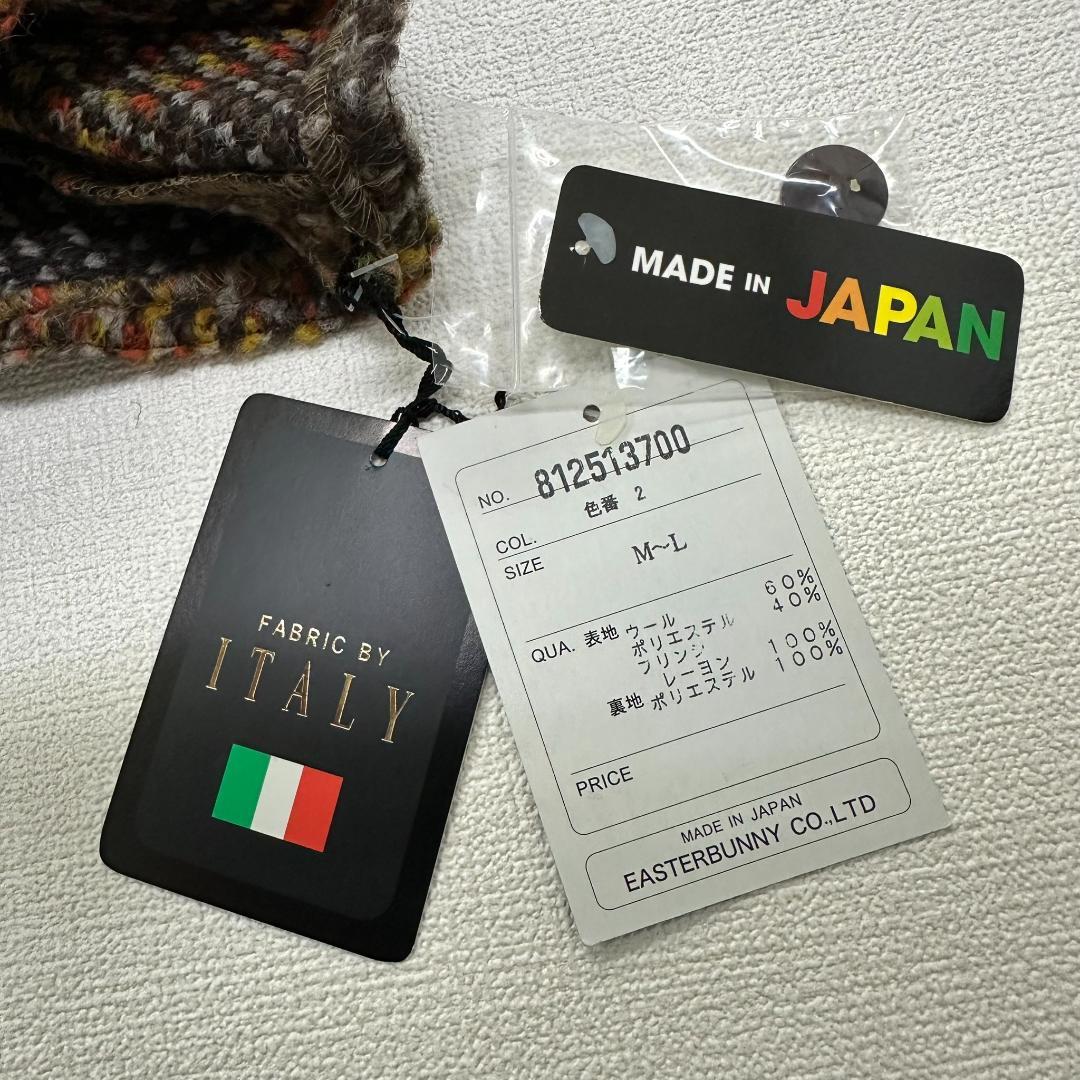 MADE IN JAPAN
FABRIC BY
ITALY
NO. 812513700
色番 2
COL.
SIZE M~L
QUA. 表地 ウール 60%
ポリエステル 40%
フリンジ
レーヨン 100%
裏地 ポリエステル 100%
PRICE
MADE IN JAPAN
EASTERBUNNY CO.,LTD